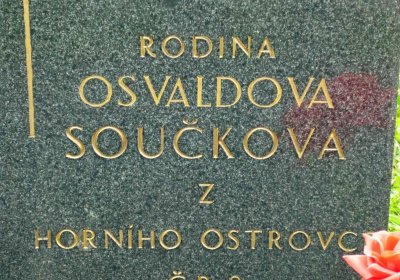 RODINA
OSVALDOVA
SOUČKOVA
Z
HORNÍHO OSTROVC